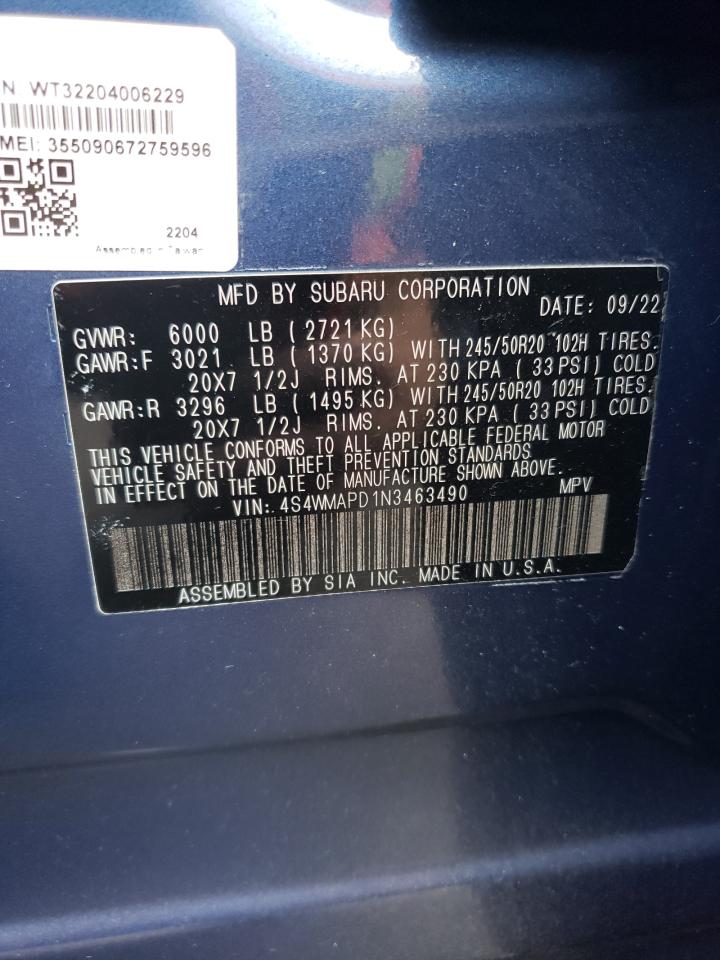 N. WT32204006229
MEI: 355090672759596
2204
Assembled in Taiwan
MFD BY SUBARU CORPORATION DATE: 09/22
GVWR: 6000 LB ( 2721 KG)
GAWR:F 3021 LB ( 1370 KG) WITH 245/50R20 102H TIRES.
20X7 1/2J RIMS. AT 230 KPA ( 33 PSI) COLD
GAWR:R 3296 LB ( 1495 KG) WITH 245/50R20 102H TIRES.
20X7 1/2J RIMS. AT 230 KPA ( 33 PSI) COLD
THIS VEHICLE CONFORMS TO ALL APPLICABLE FEDERAL MOTOR
VEHICLE SAFETY AND THEFT PREVENTION STANDARDS
IN EFFECT ON THE DATE OF MANUFACTURE SHOWN ABOVE.
VIN: 4S4WMAPD1N3463490 MPV
ASSEMBLED BY SIA INC. MADE IN U.S.A.